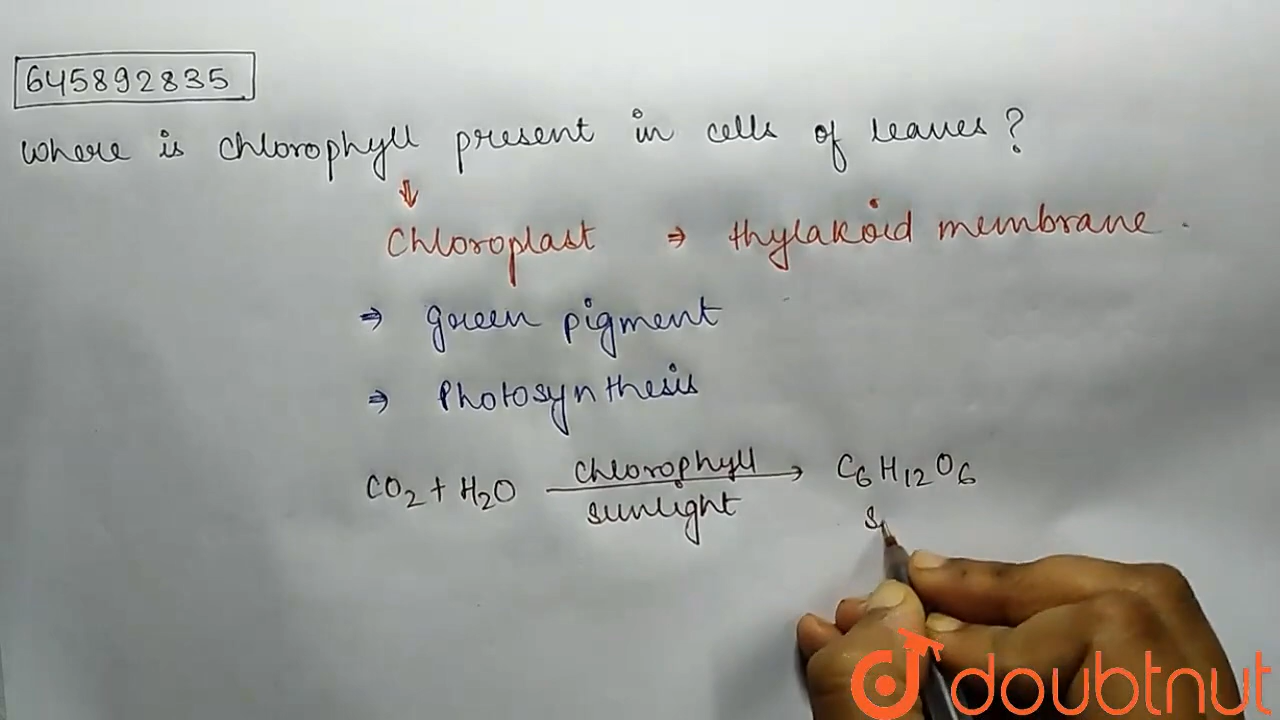 645892835
Where is chlorophyll present in cells of leaves?
⇓
Chloroplast ⇒ thylakoid membrane.
⇒ green pigment
⇒ Photosynthesis
CO2 + H2O chlorophyll sunlight → C6H12O6
s
doubtnut